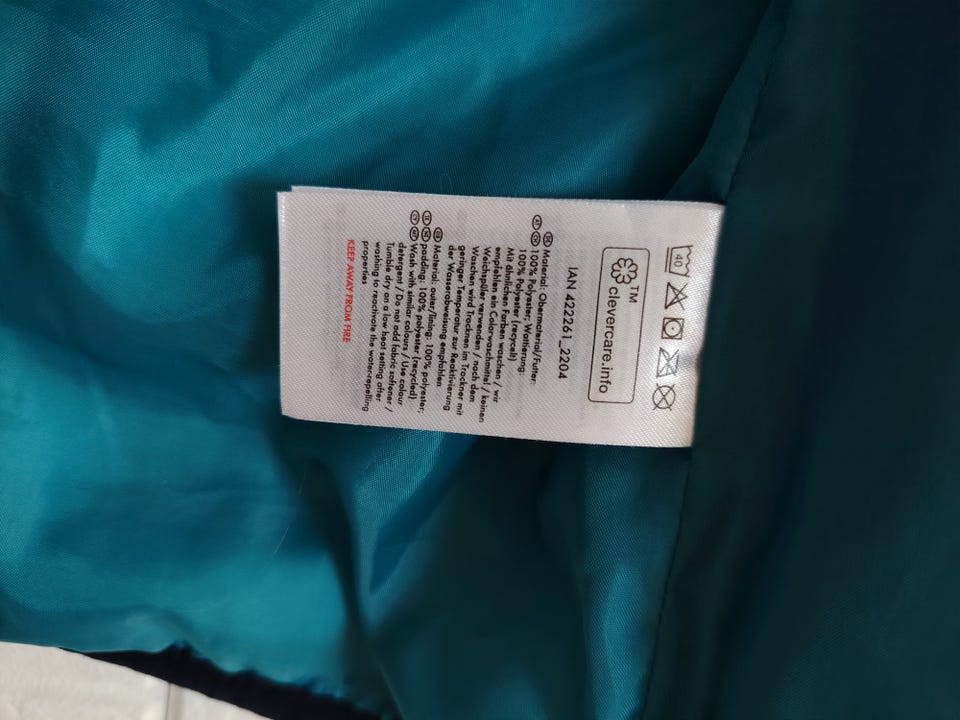 40
TM
clevercare.info
IAN 422261_2204
DE AT CH Material: Obermaterial/Futter:
100% Polyester; Wattierung:
100% Polyester (recycelt)
Mit ähnlichen Farben waschen / wir
empfehlen ein Colorwaschmittel / keinen
Weichspüler verwenden / nach dem
Waschen wird Trocknen im Trockner mit
geringer Temperatur zur Reaktivierung
der Wasserabweisung empfohlen
Material: outer/lining: 100% polyester;
padding: 100% polyester (recycled)
Wash with similar colours / Use colour
detergent / Do not add fabric softener /
Tumble dry on a low heat setting after
washing to reactivate the water-repelling
properties
KEEP AWAY FROM FIRE